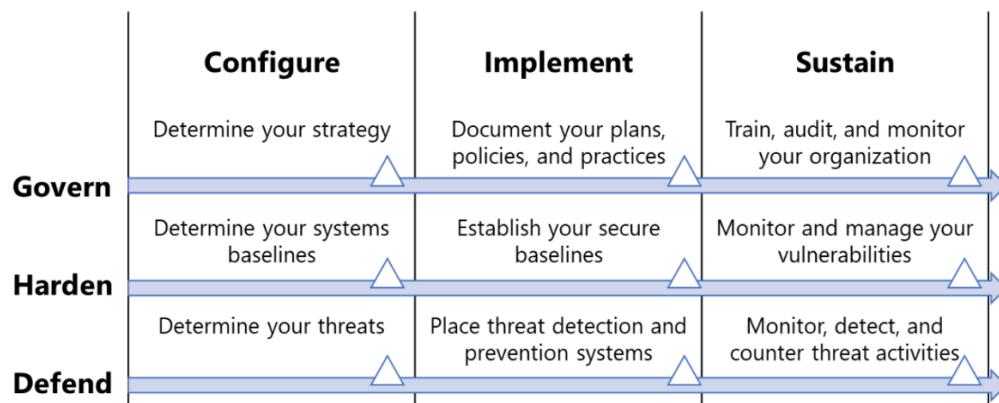 Configure
Implement
Sustain
Determine your strategy
Document your plans,
policies, and practices
Train, audit, and monitor
your organization
Govern
Determine your systems
baselines
Establish your secure
baselines
Monitor and manage your
vulnerabilities
Harden
Determine your threats
Place threat detection and
prevention systems
Monitor, detect, and
counter threat activities
Defend